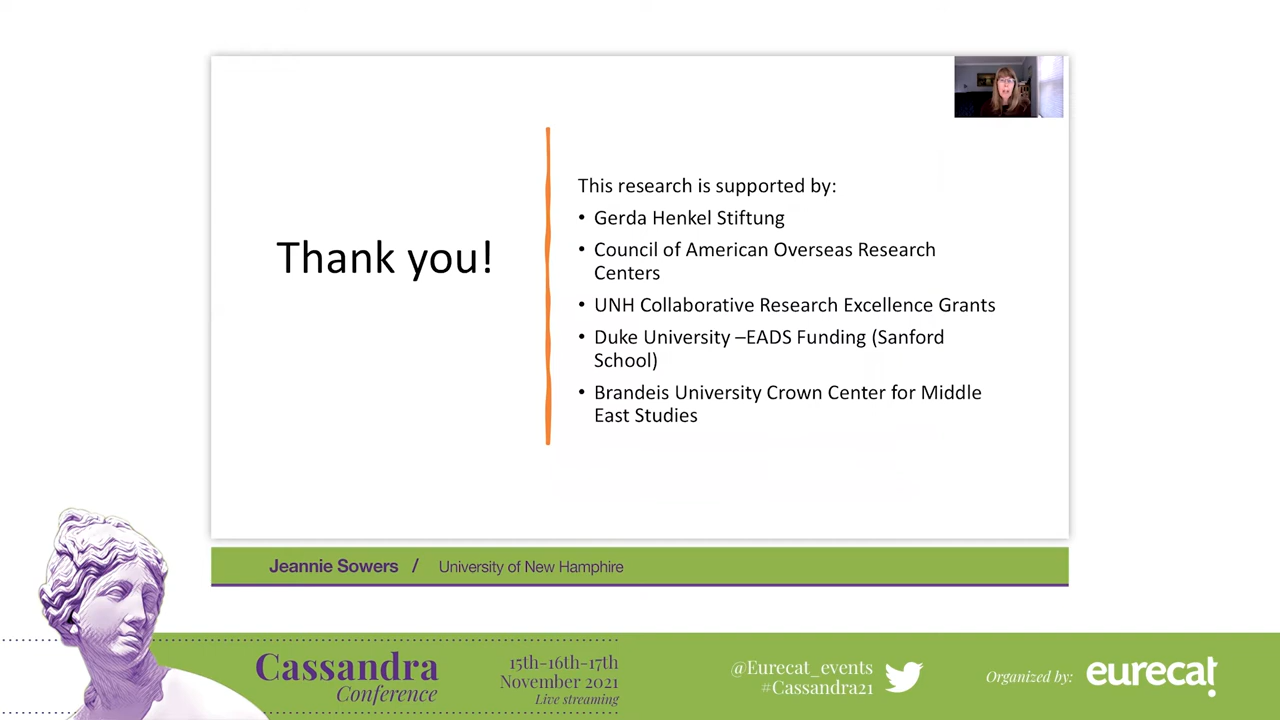 Thank you!
This research is supported by:
• Gerda Henkel Stiftung
• Council of American Overseas Research
Centers
• UNH Collaborative Research Excellence Grants
• Duke University –EADS Funding (Sanford
School)
• Brandeis University Crown Center for Middle
East Studies
Jeannie Sowers / University of New Hamphire
Cassandra
Conference
15th-16th-17th
November 2021
Live streaming
@Eurecat_events
#Cassandra21
Organized by:
eurecat